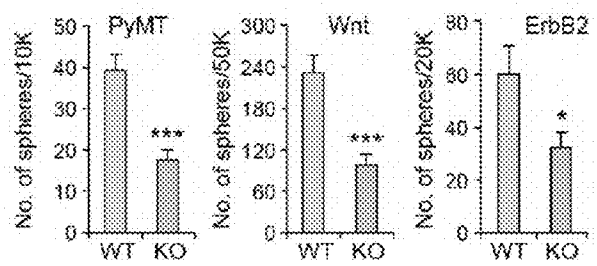 PyMT
No. of spheres/10K
50
40
30
20
10
0
***
WT KO
Wnt
No. of spheres/50K
300
240
180
120
60
0
***
WT KO
ErbB2
No. of spheres/20K
80
60
40
20
0
*
WT KO